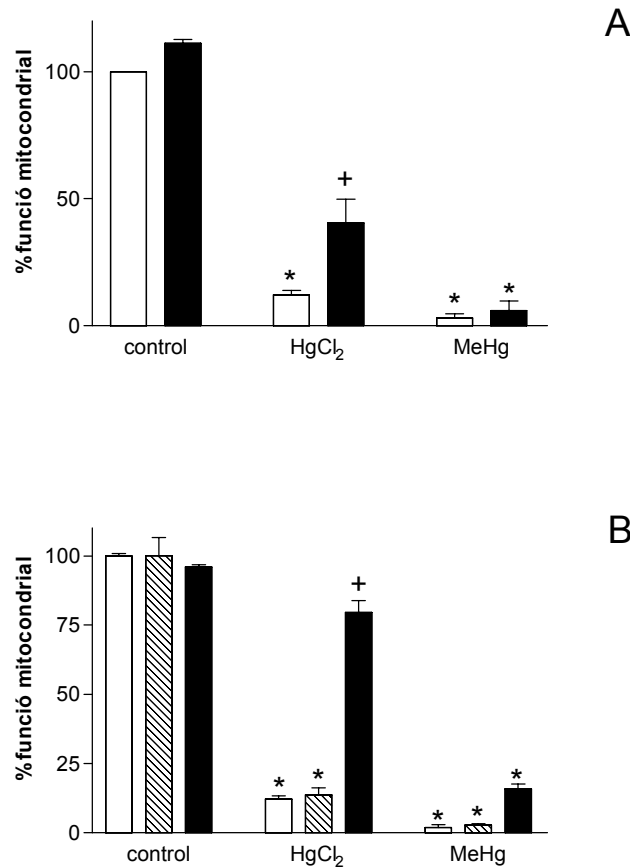 A
%funció mitocondrial
100
50
0
+
*
*
*
control
HgCl₂
MeHg
B
%funció mitocondrial
100
75
50
25
0
+
*
*
*
*
*
control
HgCl₂
MeHg